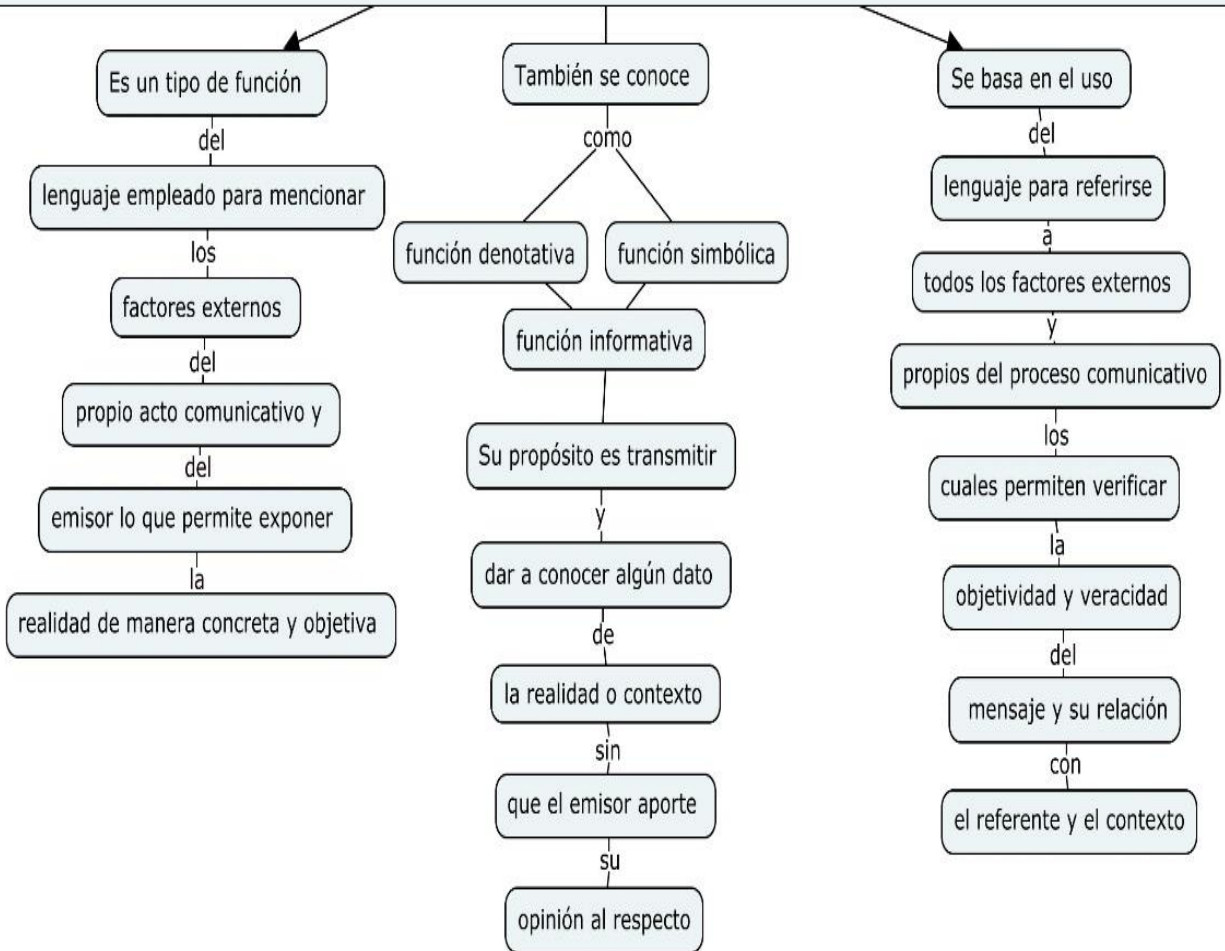 Es un tipo de función
del
lenguaje empleado para mencionar
los
factores externos
del
propio acto comunicativo y
del
emisor lo que permite exponer
la
realidad de manera concreta y objetiva
También se conoce
como
función denotativa
función simbólica
función informativa
Su propósito es transmitir
y
dar a conocer algún dato
de
la realidad o contexto
sin
que el emisor aporte
su
opinión al respecto
Se basa en el uso
del
lenguaje para referirse
a
todos los factores externos
y
propios del proceso comunicativo
los
cuales permiten verificar
la
objetividad y veracidad
del
mensaje y su relación
con
el referente y el contexto